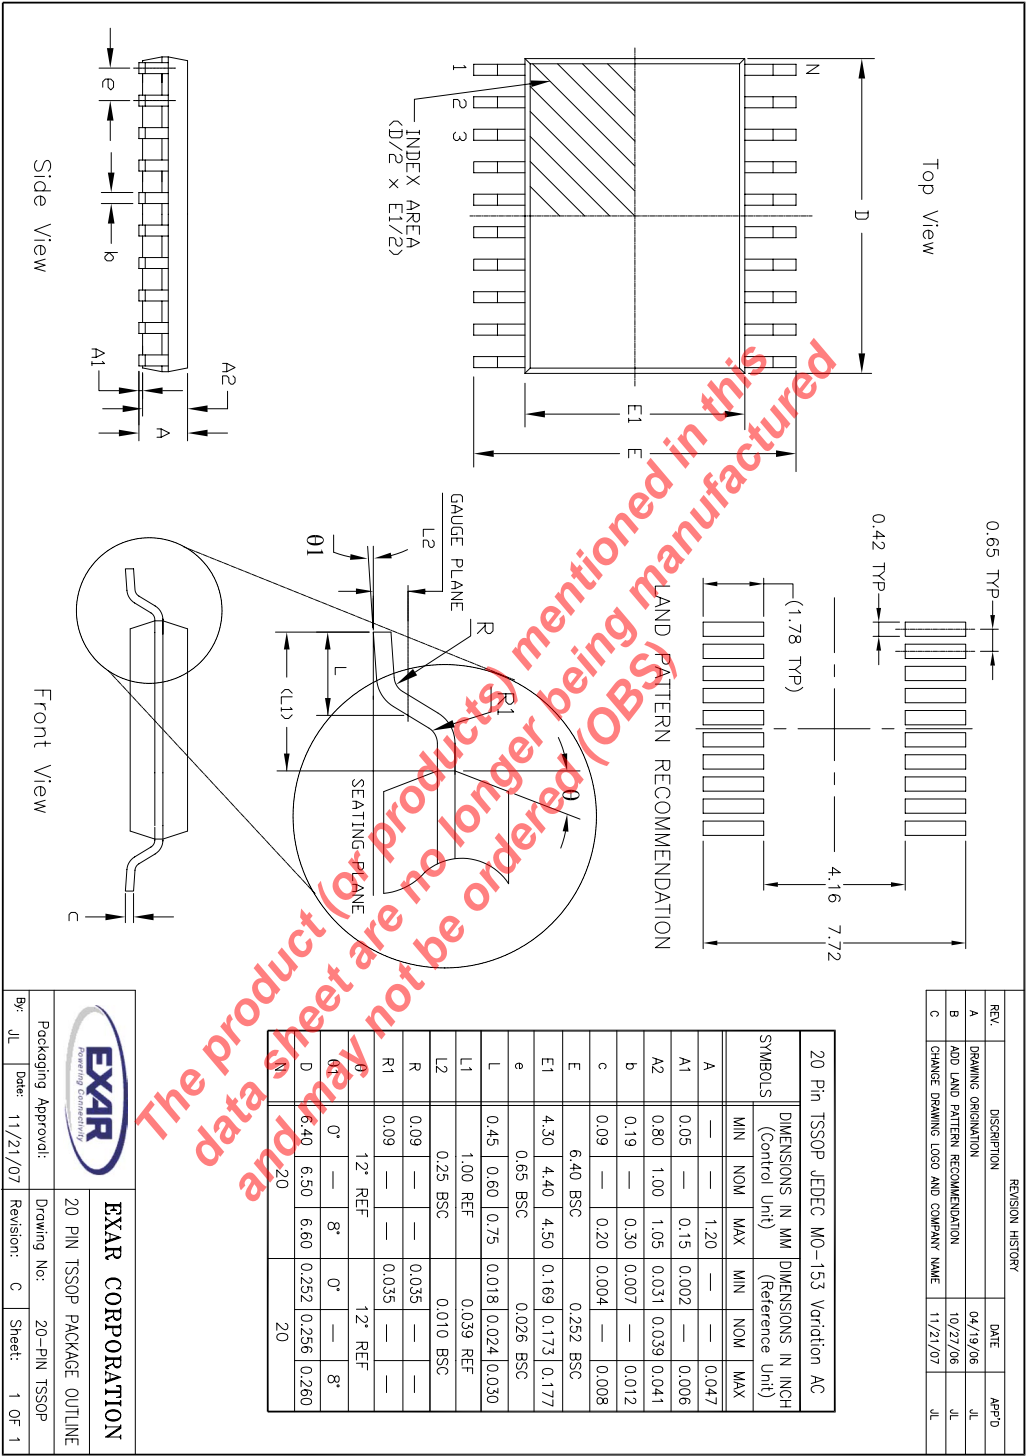 Top View
D
N
1
2
3
INDEX AREA
(D/2 x E1/2)
E1
E
Side View
e
b
A1
A2
A
0.65 TYP
0.42 TYP
(1.78 TYP)
4.16
7.72
LAND PATTERN RECOMMENDATION
Front View
c
GAUGE PLANE
L2
θ1
R
R1
L
(L1)
θ
SEATING PLANE
The product (or products) mentioned in this
data sheet are no longer being manufactured
and may not be ordered (OBS)
REVISION HISTORY
REV. DISCRIPTION DATE APP'D
A DRAWING ORIGINATION 04/19/06 JL
B ADD LAND PATTERN RECOMMENDATION 10/27/06 JL
C CHANGE DRAWING LOGO AND COMPANY NAME 11/21/07 JL
20 Pin TSSOP JEDEC MO-153 Variation AC
SYMBOLS DIMENSIONS IN MM DIMENSIONS IN INCH
(Control Unit) (Reference Unit)
MIN NOM MAX MIN NOM MAX
A — — 1.20 — — 0.047
A1 0.05 — 0.15 0.002 — 0.006
A2 0.80 1.00 1.05 0.031 0.039 0.041
b 0.19 — 0.30 0.007 — 0.012
c 0.09 — 0.20 0.004 — 0.008
E 6.40 BSC 0.252 BSC
E1 4.30 4.40 4.50 0.169 0.173 0.177
e 0.65 BSC 0.026 BSC
L 0.45 0.60 0.75 0.018 0.024 0.030
L1 1.00 REF 0.039 REF
L2 0.25 BSC 0.010 BSC
R 0.09 — — 0.035 — —
R1 0.09 — — 0.035 — —
θ 12° REF 12° REF
θ1 0° — 8° 0° — 8°
D 6.40 6.50 6.60 0.252 0.256 0.260
N 20 20
EXAR
Powering Connectivity
EXAR CORPORATION
20 PIN TSSOP PACKAGE OUTLINE
Packaging Approval: Drawing No: 20-PIN TSSOP
By: JL Date: 11/21/07 Revision: C Sheet: 1 OF 1